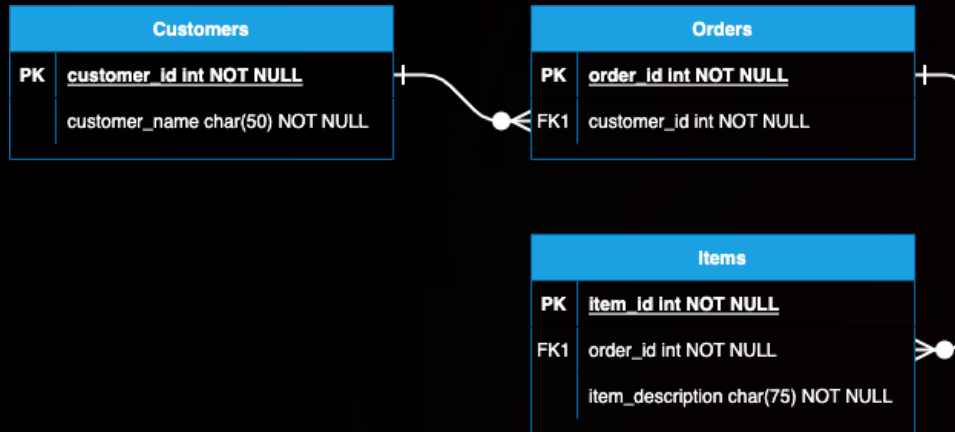 Customers
PK customer_id int NOT NULL
customer_name char(50) NOT NULL
Orders
PK order_id int NOT NULL
FK1 customer_id int NOT NULL
Items
PK item_id int NOT NULL
FK1 order_id int NOT NULL
item_description char(75) NOT NULL